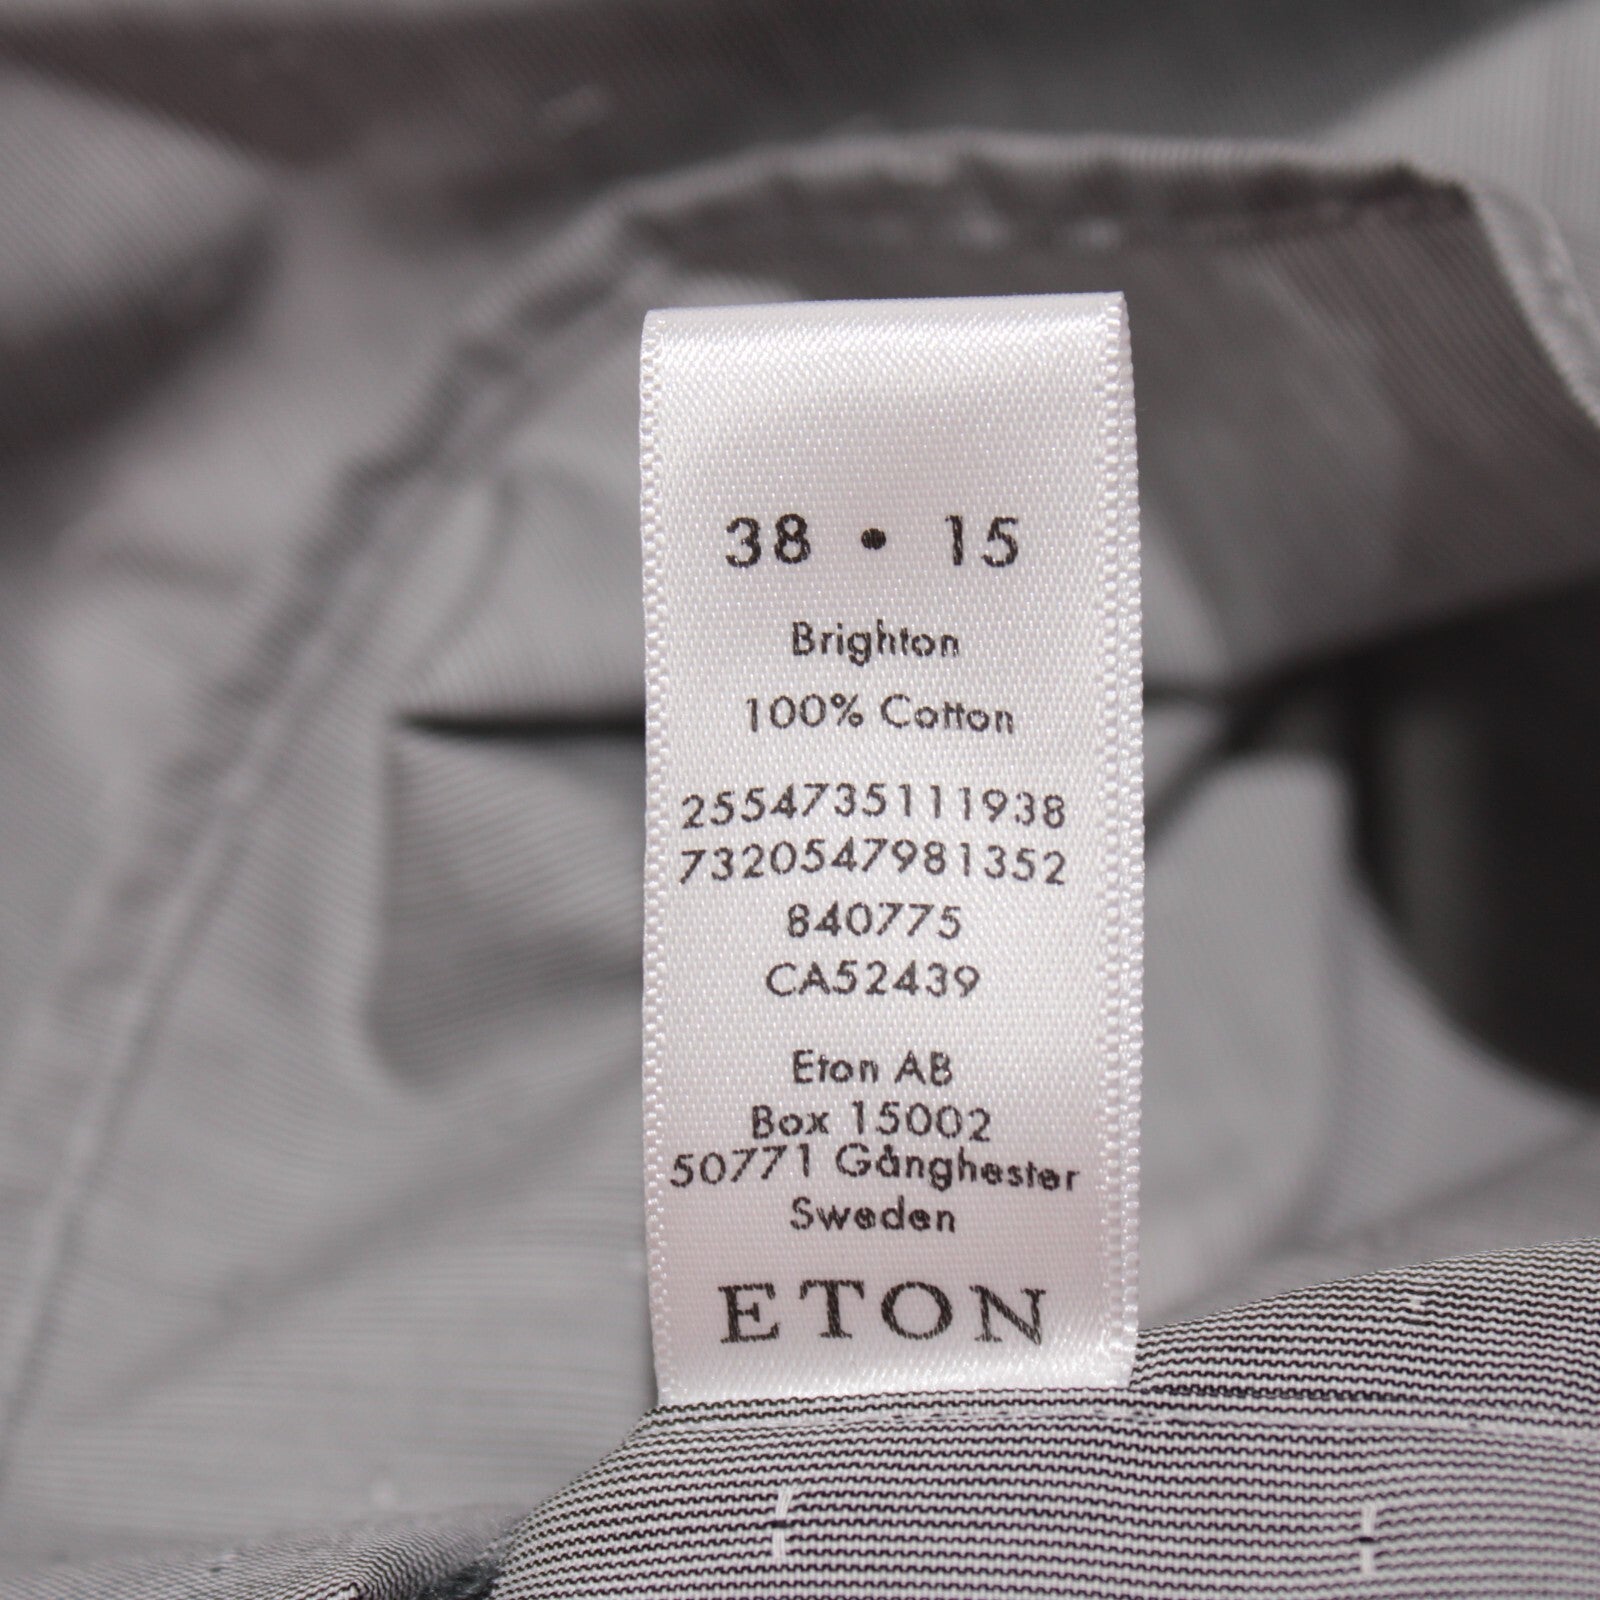 38 • 15
Brighton
100% Cotton
2554735111938
7320547981352
840775
CA52439
Eton AB
Box 15002
50771 Gånghester
Sweden
ETON